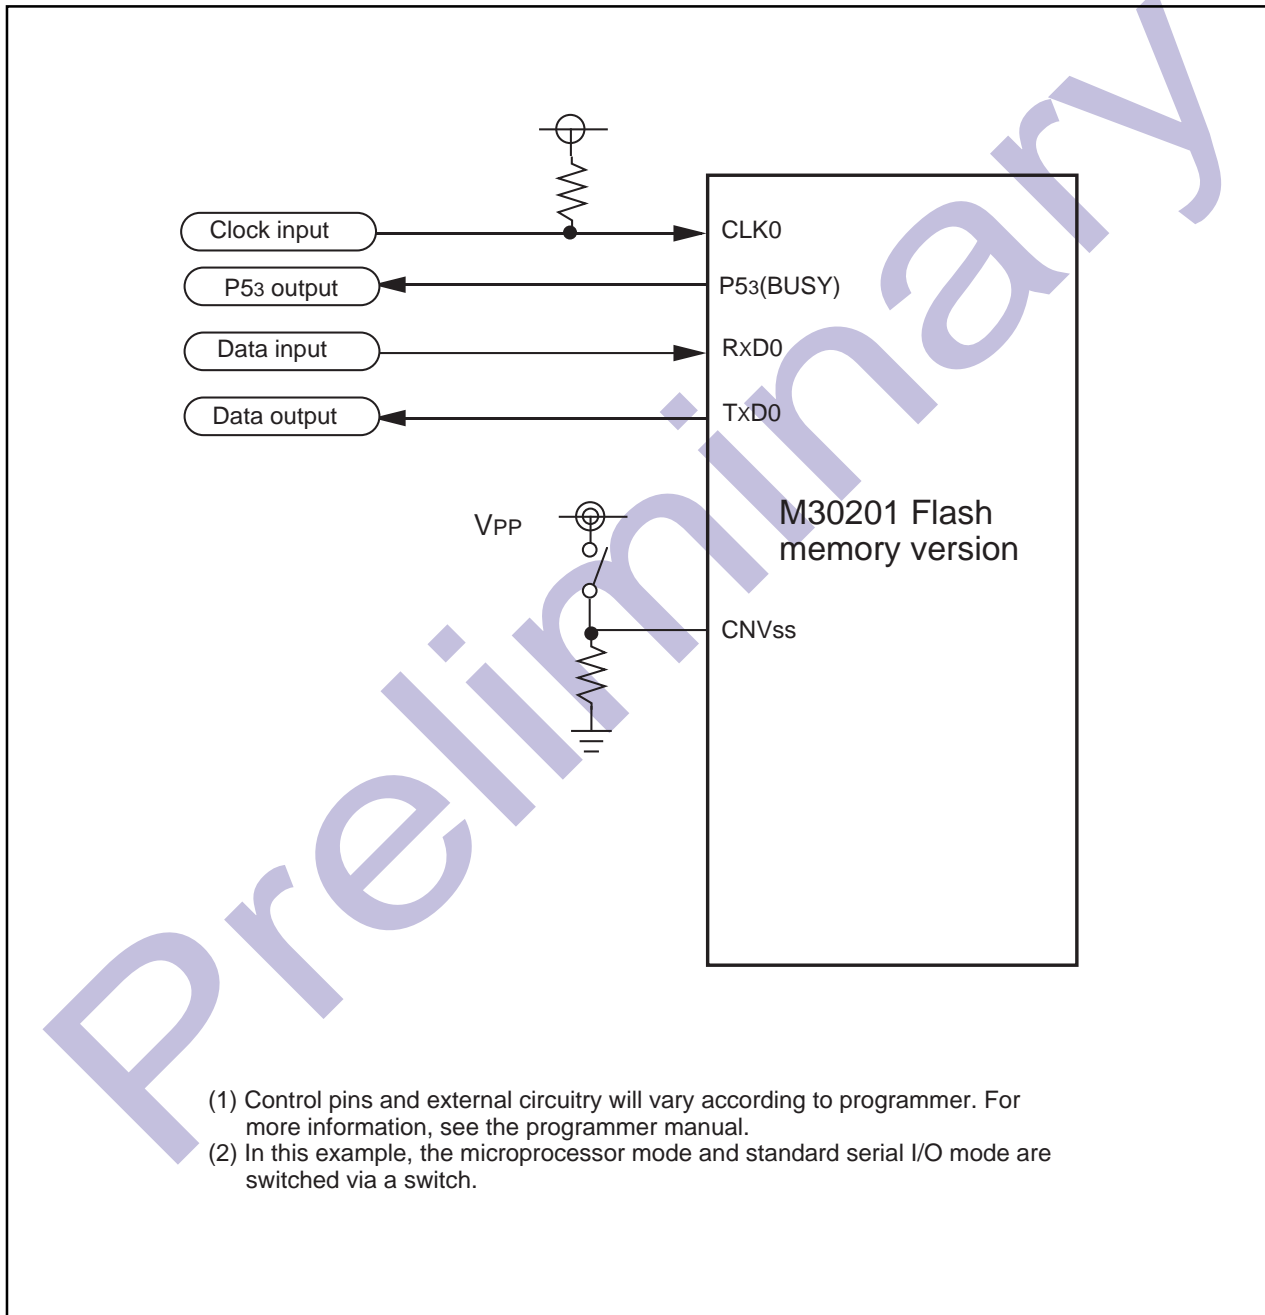 Clock input
CLK0
P53 output
P53(BUSY)
Data input
RXD0
Data output
TXD0
VPP
M30201 Flash
memory version
CNVss
Preliminary
(1) Control pins and external circuitry will vary according to programmer. For
more information, see the programmer manual.
(2) In this example, the microprocessor mode and standard serial I/O mode are
switched via a switch.